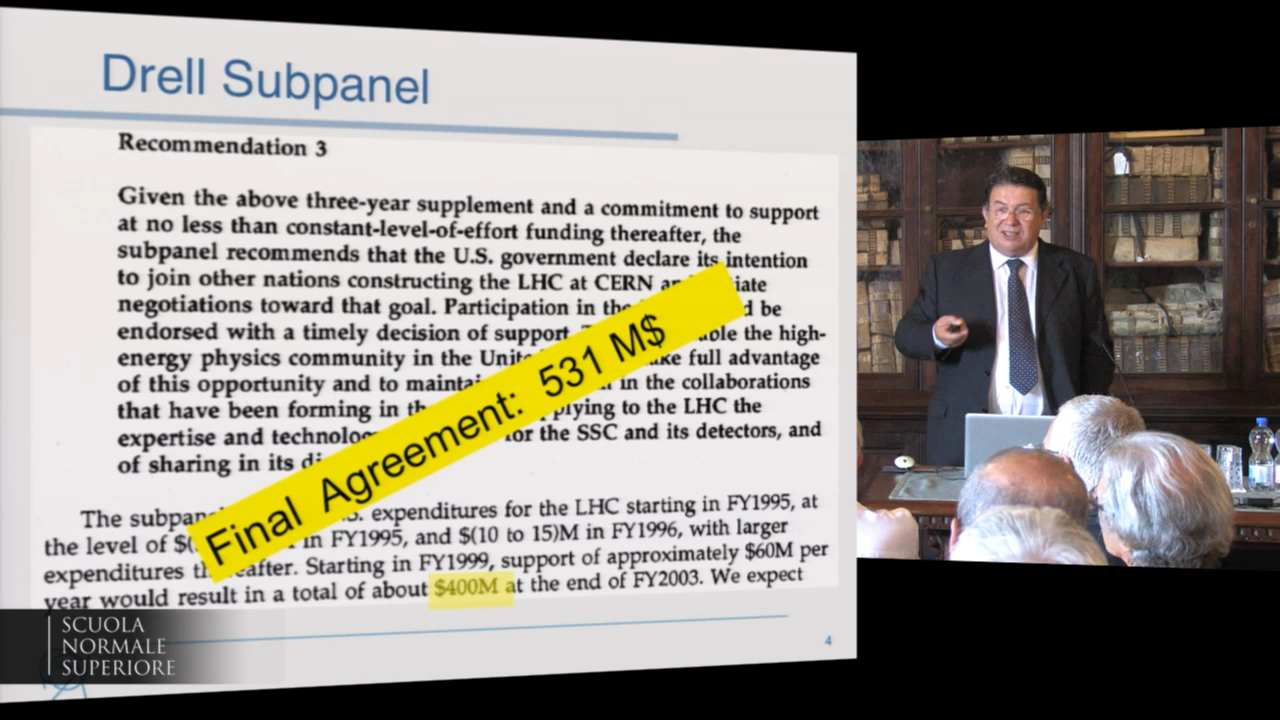 Drell Subpanel
Recommendation 3
Given the above three-year supplement and a commitment to support
at no less than constant-level-of-effort funding thereafter, the
subpanel recommends that the U.S. government declare its intention
to join other nations constructing the LHC at CERN
negotiations toward that goal. Participation in the be
endorsed with a timely decision of support. the high-
energy physics community in the full advantage
of this opportunity and to in the collaborations
that have been forming in to the LHC the
expertise and for the SSC and its detectors, and
of sharing in its
Final Agreement: 531 M$
The expenditures for the LHC starting in FY1995, at
the level of in FY1995, and $(10 to 15)M in FY1996, with larger
expenditures Starting in FY1999, support of approximately $60M per
year would result in a total of about $400M at the end of FY2003. We expect
4
SCUOLA
NORMALE
SUPERIORE